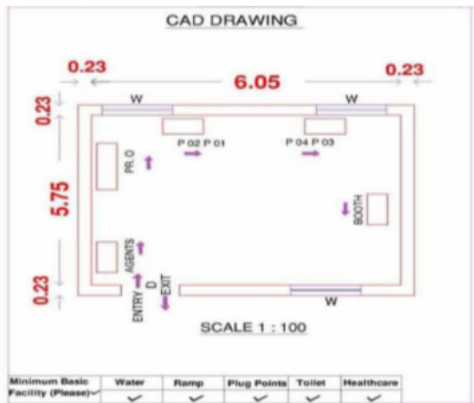 CAD DRAWING
0.23 6.05 0.23
W W
0.23
P 02 P 01 P 04 P 03
PR. O
5.75
BOOTH
AGENTS
0.23
ENTRY D EXIT
W
SCALE 1 : 100
Minimum Basic Water Ramp Plug Points Toilet Healthcare
Facility (Please)✓ ✓ ✓ ✓ ✓ ✓